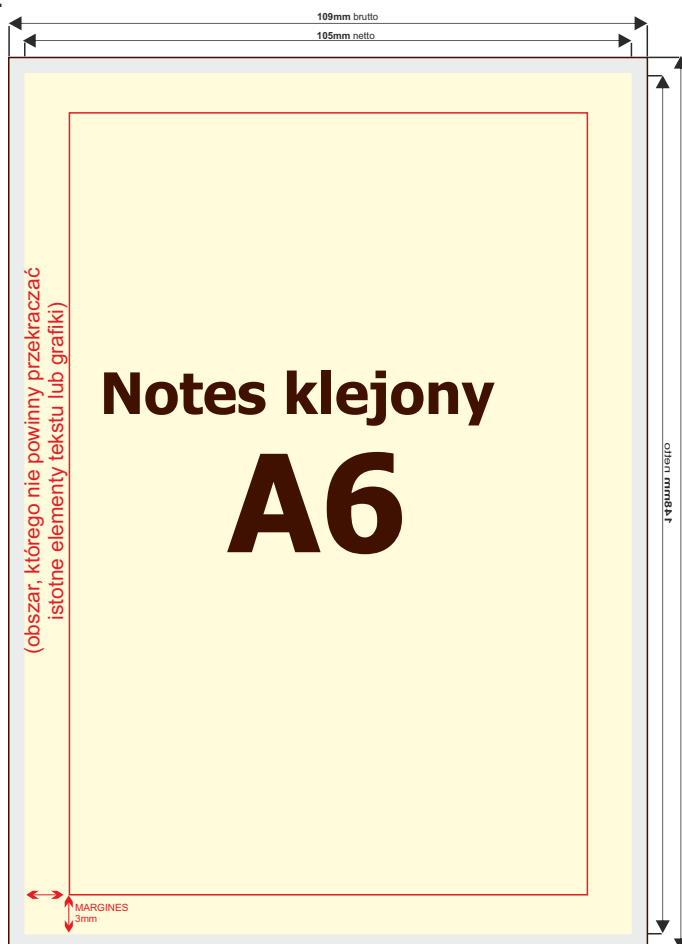 109mm brutto
105mm netto
(obszar, którego nie powinny przekraczać
istotne elementy tekstu lub grafiki)
Notes klejony
A6
148mm netto
MARGINES
3mm